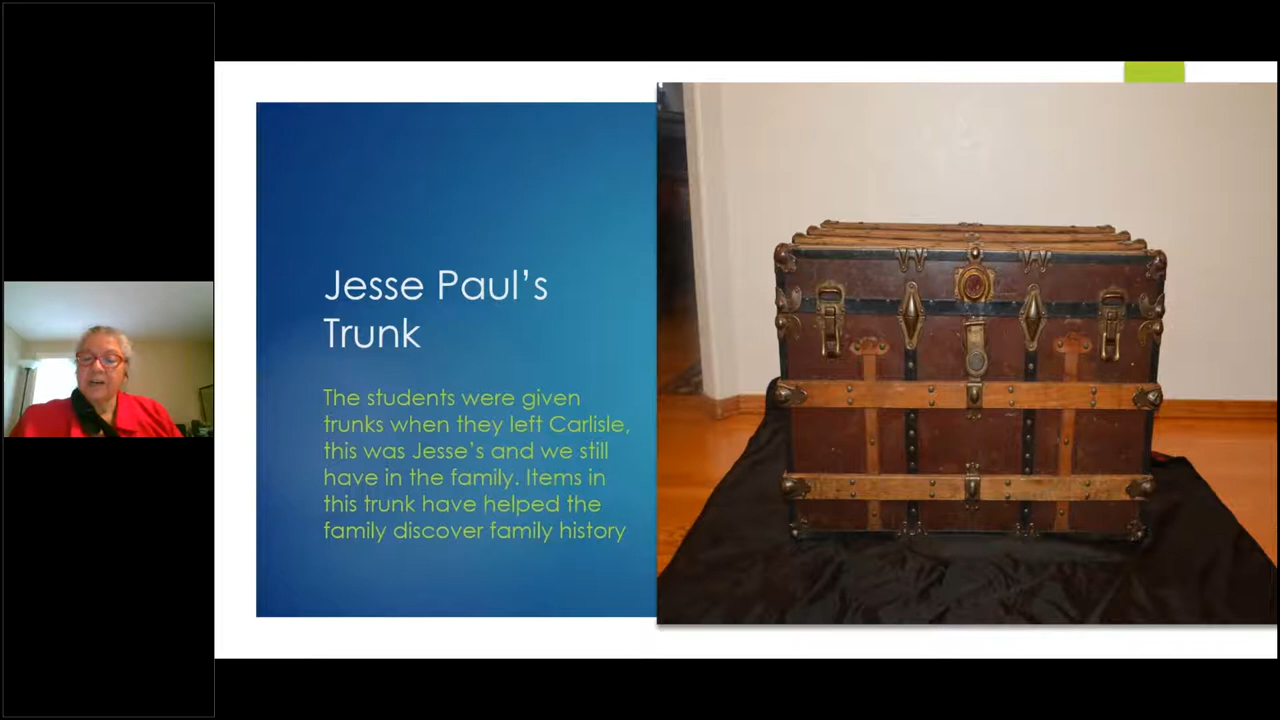 Jesse Paul's
Trunk
The students were given
trunks when they left Carlisle,
this was Jesse's and we still
have in the family. Items in
this trunk have helped the
family discover family history